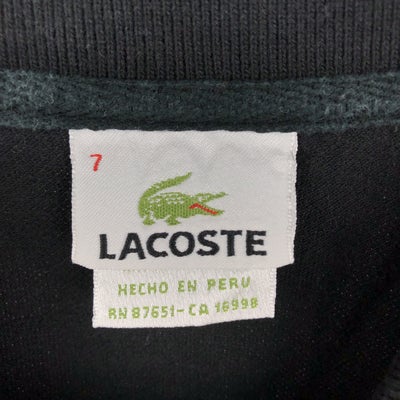 7
LACOSTE
HECHO EN PERU
RN 87651-CA 16998